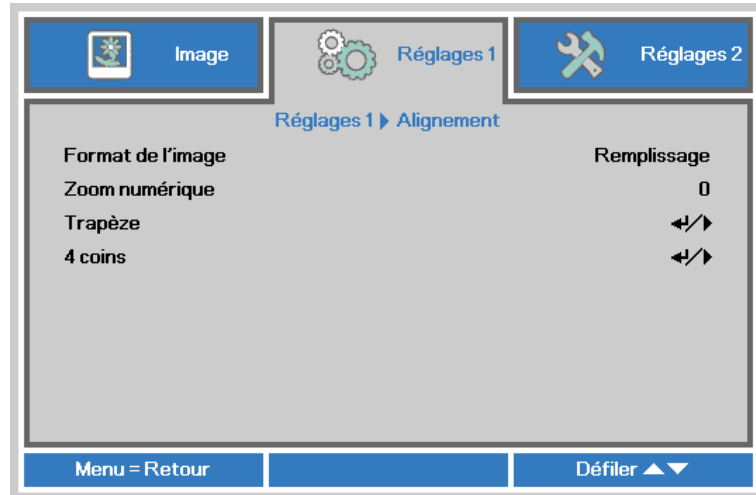 Image
Réglages 1
Réglages 2
Réglages 1 Alignement
Format de l'image Remplissage
Zoom numérique 0
Trapèze
4 coins
Menu = Retour
Défiler